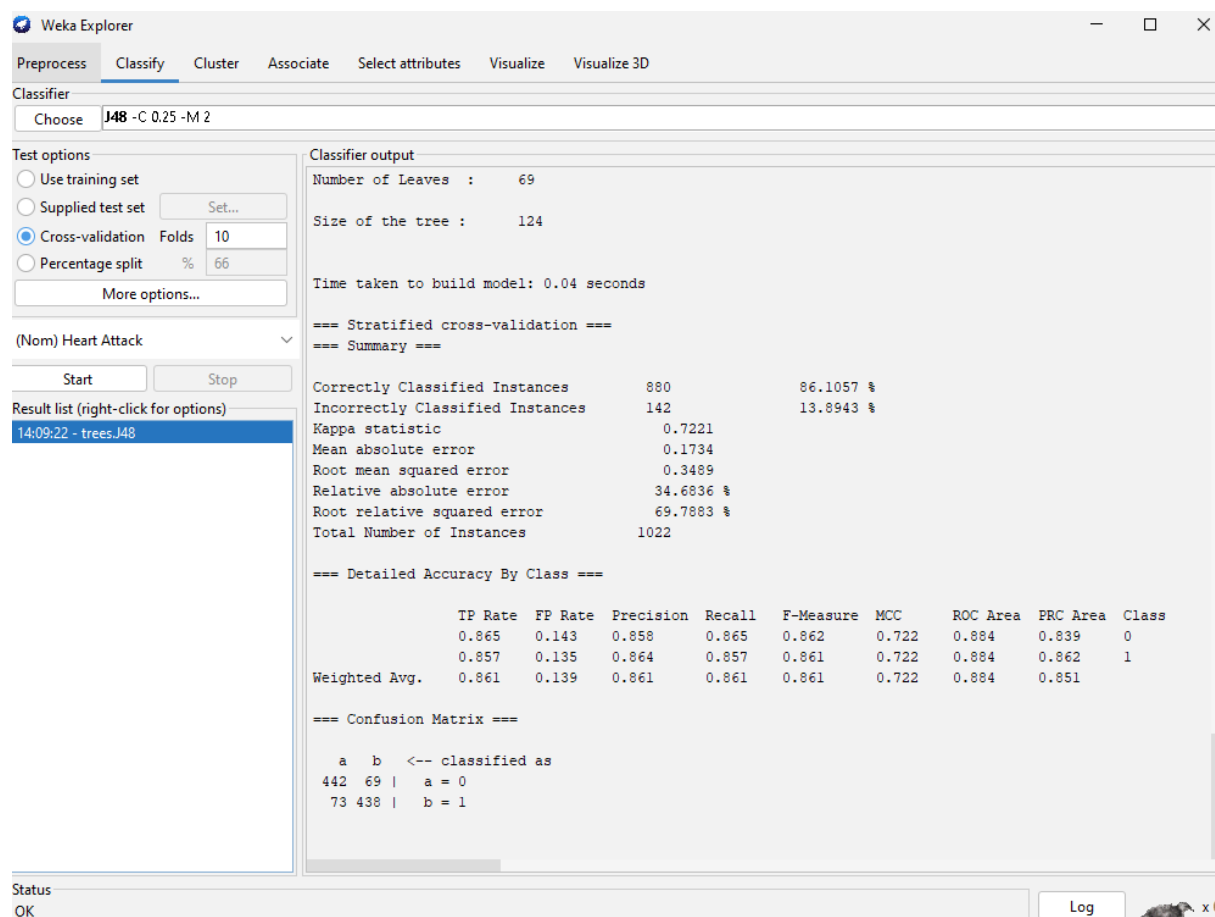 Weka Explorer
Preprocess Classify Cluster Associate Select attributes Visualize Visualize 3D
Classifier
Choose J48 -C 0.25 -M 2
Test options
Use training set
Supplied test set Set...
Cross-validation Folds 10
Percentage split % 66
More options...
(Nom) Heart Attack
Start Stop
Result list (right-click for options)
14:09:22 - trees.J48
Classifier output
Number of Leaves : 69
Size of the tree : 124
Time taken to build model: 0.04 seconds
=== Stratified cross-validation ===
=== Summary ===
Correctly Classified Instances 880 86.1057 %
Incorrectly Classified Instances 142 13.8943 %
Kappa statistic 0.7221
Mean absolute error 0.1734
Root mean squared error 0.3489
Relative absolute error 34.6836 %
Root relative squared error 69.7883 %
Total Number of Instances 1022
=== Detailed Accuracy By Class ===
TP Rate FP Rate Precision Recall F-Measure MCC ROC Area PRC Area Class
0.865 0.143 0.858 0.865 0.862 0.722 0.884 0.839 0
0.857 0.135 0.864 0.857 0.861 0.722 0.884 0.862 1
Weighted Avg. 0.861 0.139 0.861 0.861 0.861 0.722 0.884 0.851
=== Confusion Matrix ===
a b <-- classified as
442 69 | a = 0
73 438 | b = 1
Status
OK
Log
x